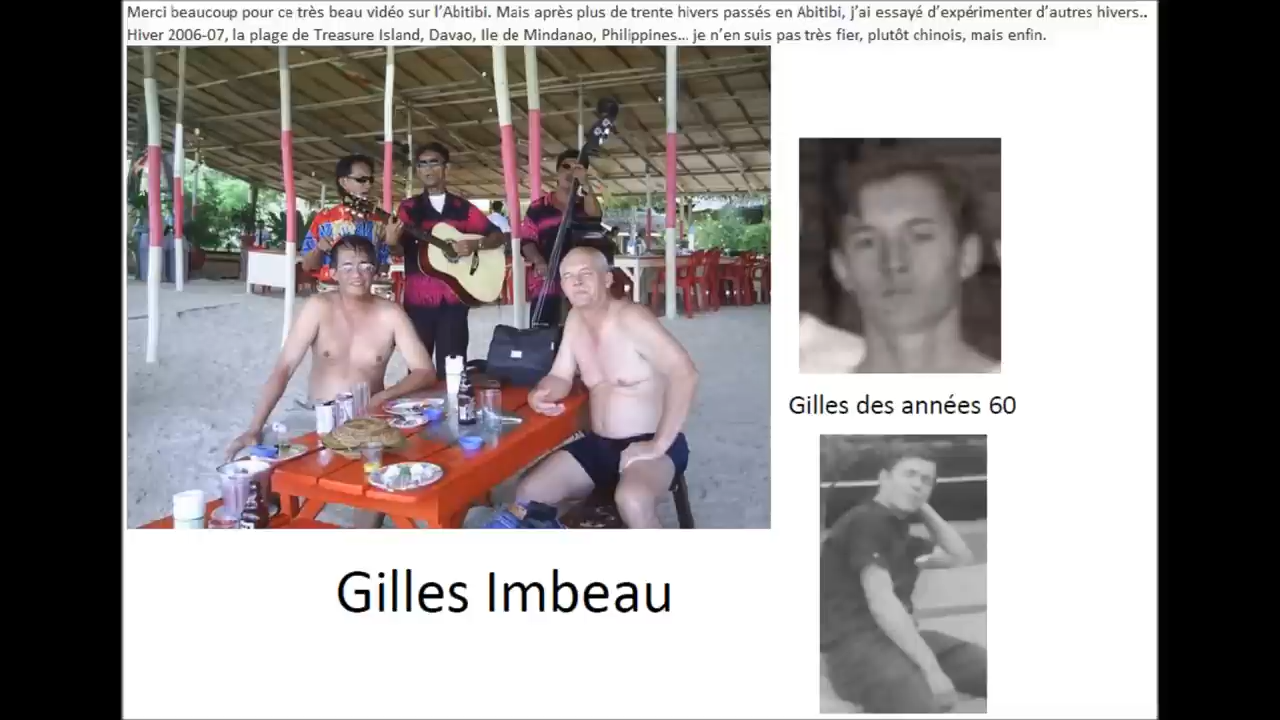 Merci beaucoup pour ce très beau vidéo sur l’Abitibi. Mais après plus de trente hivers passés en Abitibi, j’ai essayé d’expérimenter d’autres hivers..
Hiver 2006-07, la plage de Treasure Island, Davao, Ile de Mindanao, Philippines… je n’en suis pas très fier, plutôt chinois, mais enfin.
Gilles des années 60
Gilles Imbeau